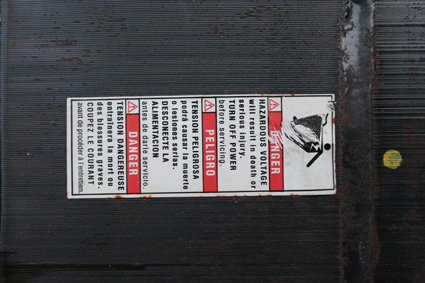 DANGER
HAZARDOUS VOLTAGE
will result in death or
serious injury.
TURN OFF POWER
before servicing.
PELIGRO
TENSION PELIGROSA
podrá causar la muerte
o lesiones serias.
DESCONECTE LA
ALIMENTACION
antes de darle servicio.
DANGER
TENSION DANGEREUSE
entraînera la mort ou
des blessures graves.
COUPEZ LE COURANT
avant de procéder à l'entretien.